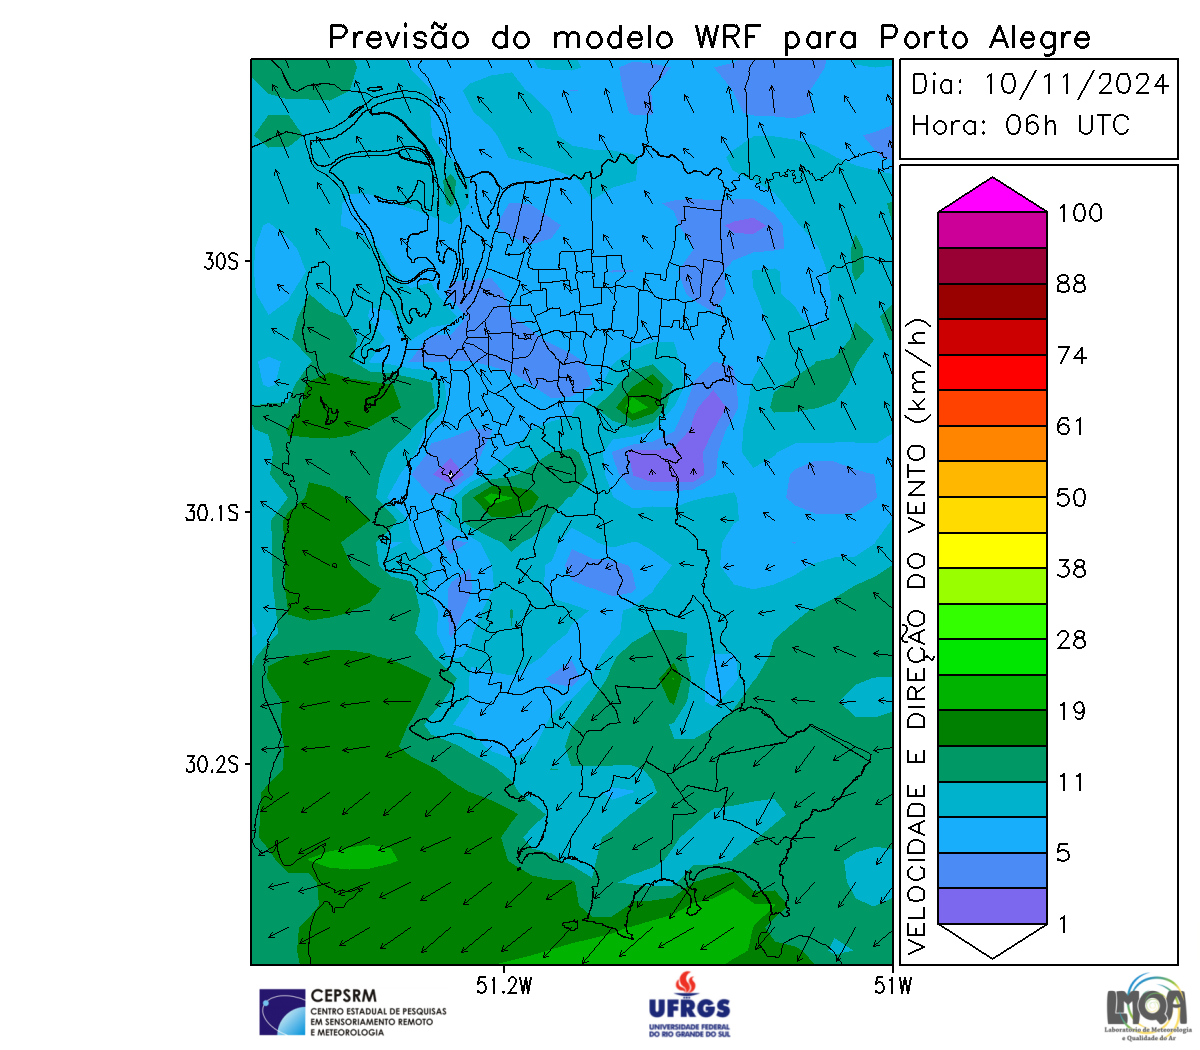 Previsão do modelo WRF para Porto Alegre
Dia: 10/11/2024
Hora: 06h UTC
100
88
74
61
50
38
28
19
11
5
1
VELOCIDADE E DIREÇÃO DO VENTO (km/h)
30S
30.1S
30.2S
51.2W
51W
CEPSRM
CENTRO ESTADUAL DE PESQUISAS
EM SENSORIAMENTO REMOTO
E METEOROLOGIA
UFRGS
UNIVERSIDADE FEDERAL
DO RIO GRANDE DO SUL
LMQA
Laboratório de Meteorologia
e Qualidade do Ar